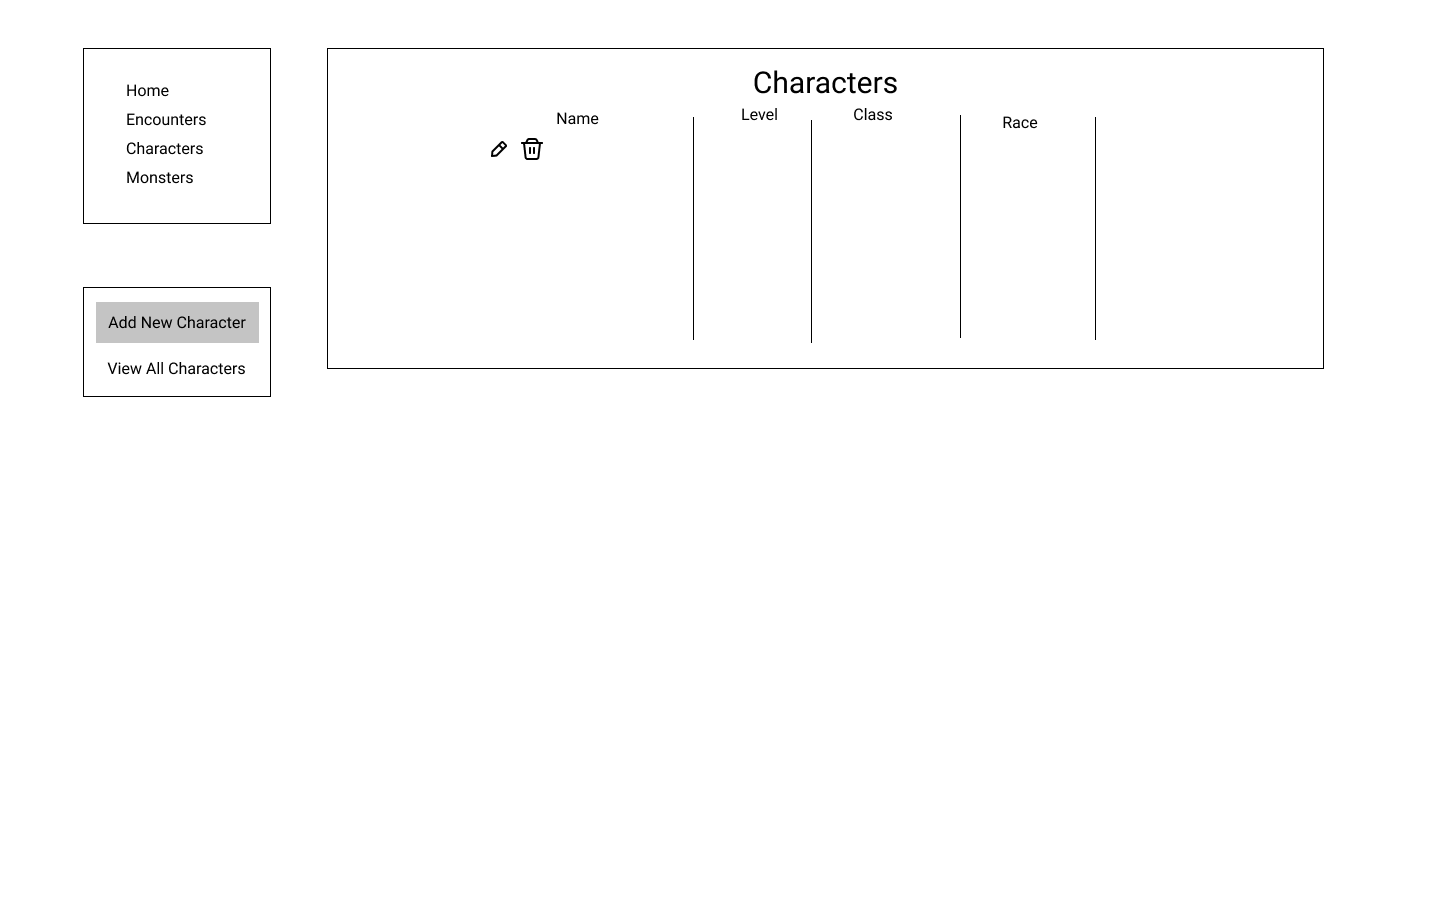 Home
Encounters
Characters
Monsters
Add New Character
View All Characters
Characters
Name Level Class Race